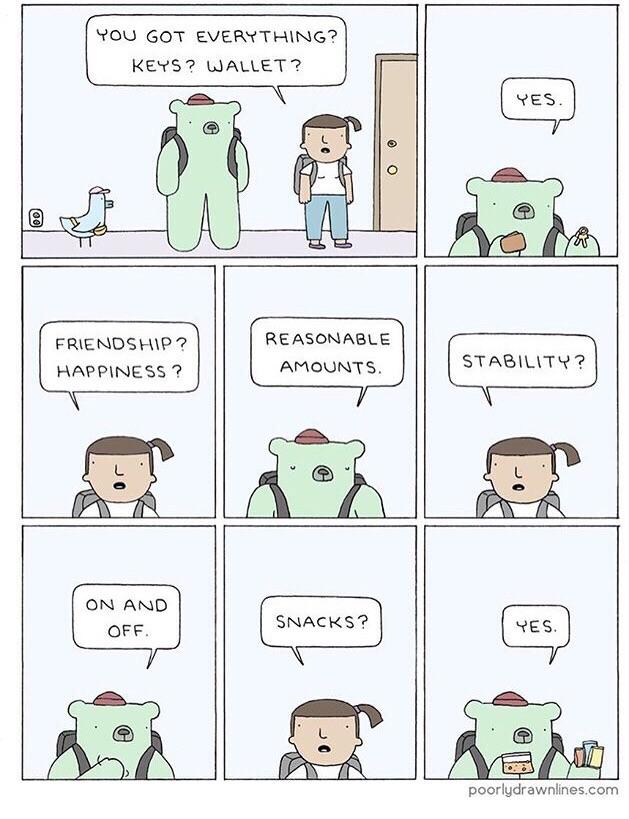 YOU GOT EVERYTHING?
KEYS? WALLET?
YES.
FRIENDSHIP?
HAPPINESS?
REASONABLE
AMOUNTS.
STABILITY?
ON AND
OFF.
SNACKS?
YES.
poorlydrawnlines.com